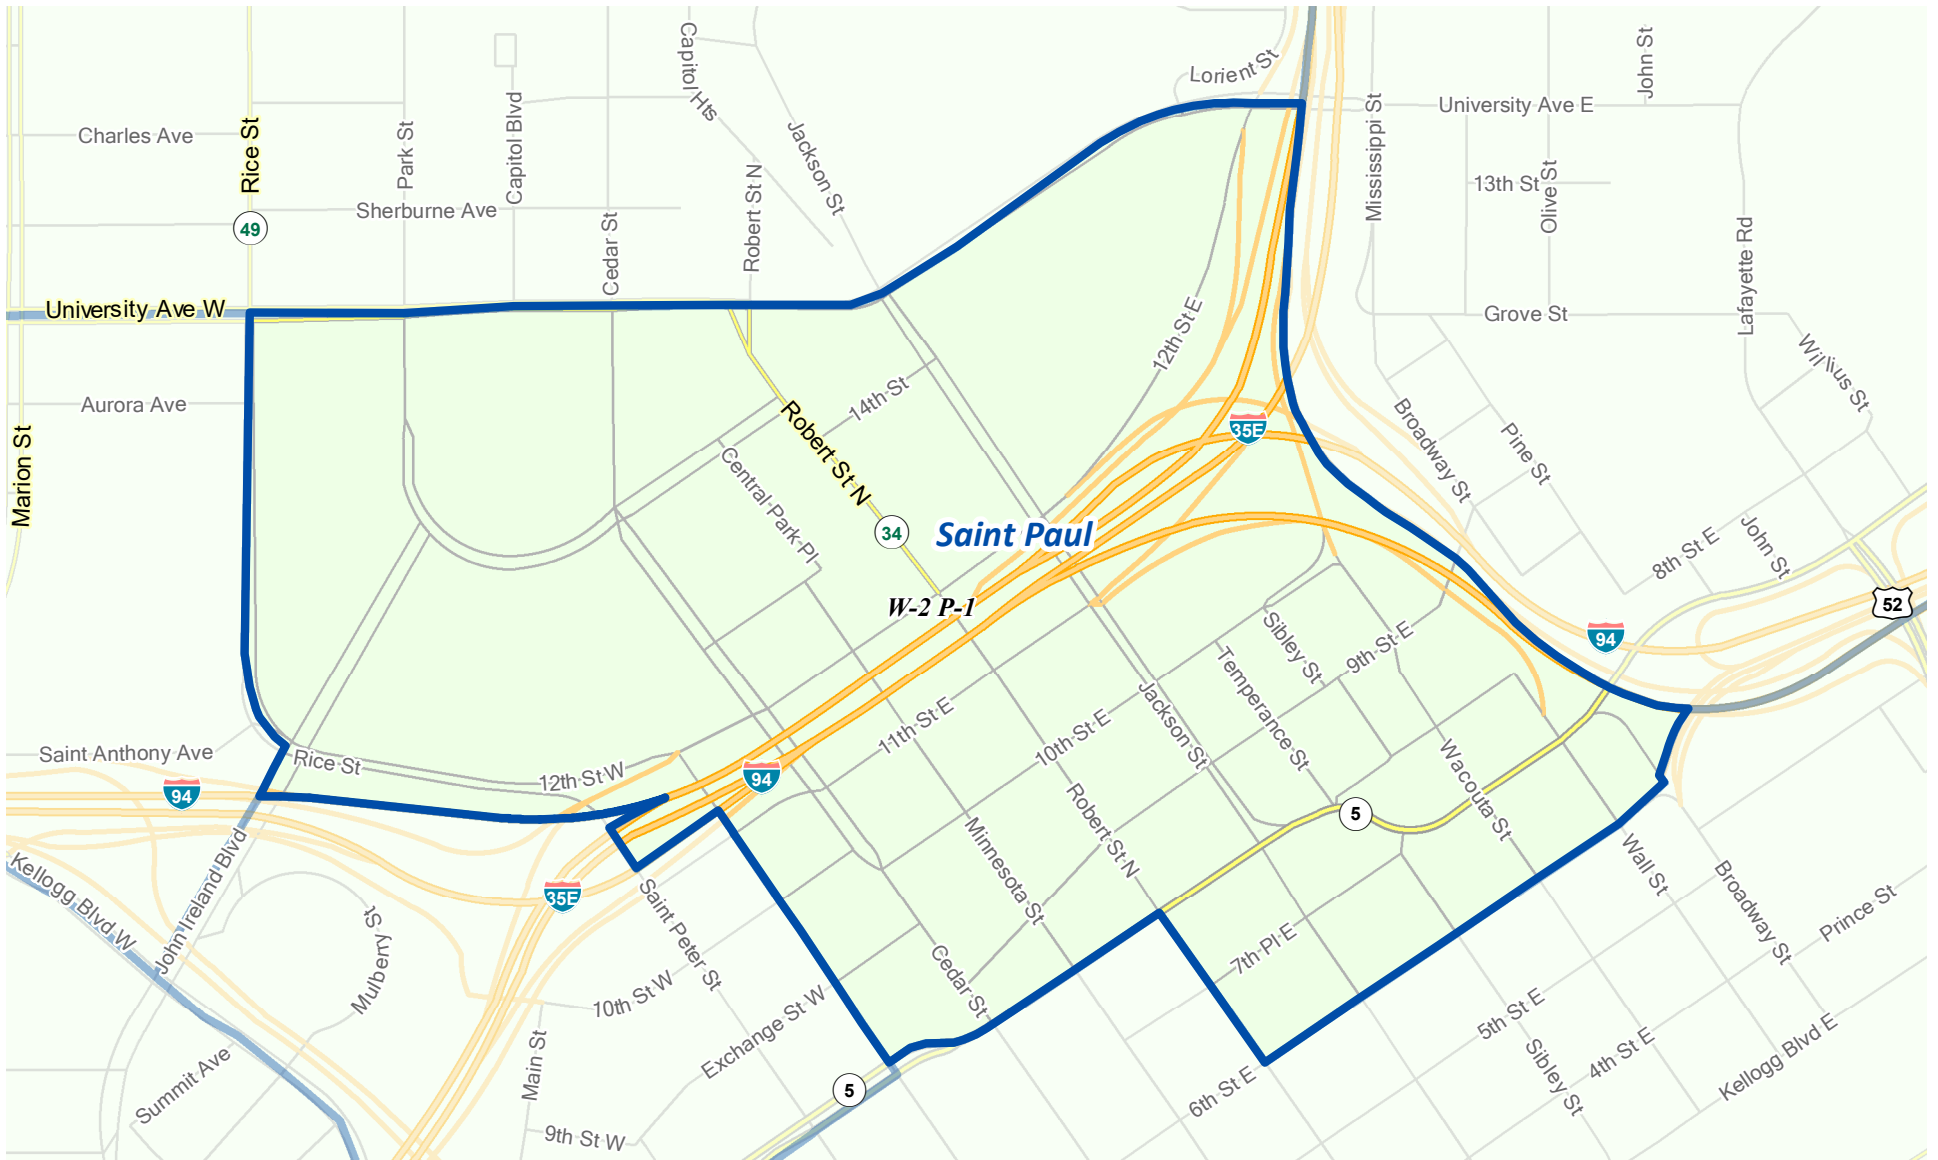 Lorient St
John St
Capitol Hts
Charles Ave
Rice St
Park St
Capitol Blvd
Jackson St
Mississippi St
University Ave E
13th St
Olive St
Sherburne Ave
49
Cedar St
Robert St N
Lafayette Rd
University Ave W
12th St E
Grove St
Williius St
Aurora Ave
Marion St
14th St
Robert St N
35E
Broadway St
Pine St
Central Park Pl
34
Saint Paul
8th St E
John St
W-2 P-1
52
Sibley St
9th St E
94
Temperance St
Saint Anthony Ave
Rice St
12th St W
94
94
11th St E
10th St E
Jackson St
Wacouta St
5
Robert St N
Minnesota St
Kellogg Blvd W
John Ireland Blvd
35E
Mulberry St
Saint Peter St
Wall St
Broadway St
Prince St
Cedar St
7th Pl E
10th St W
Exchange St W
5th St E
4th St E
Kellogg Blvd E
Sibley St
Summit Ave
Main St
5
6th St E
9th St W